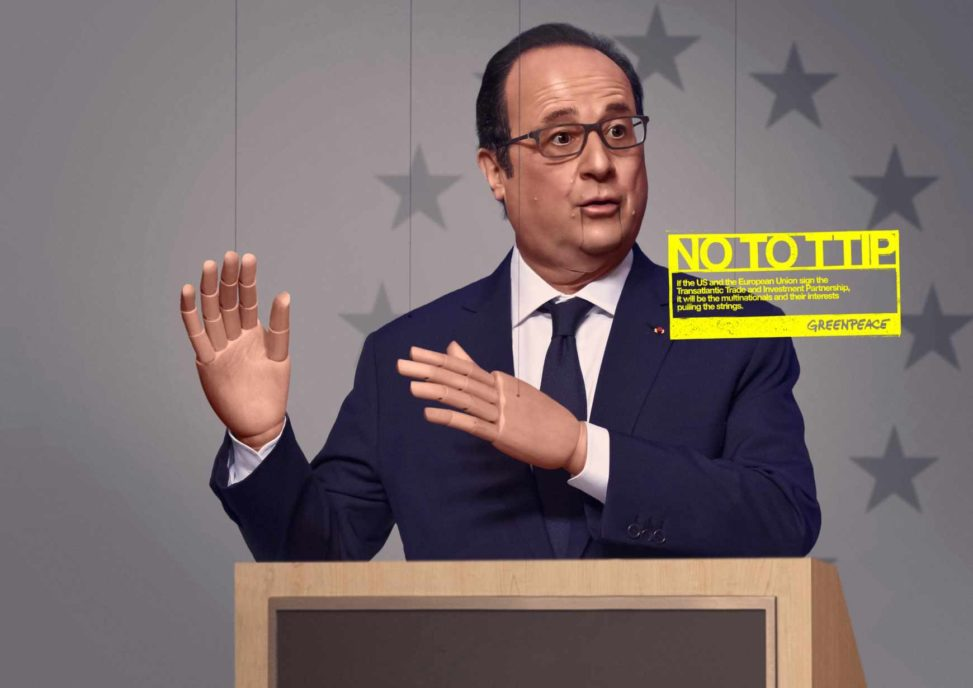 NO TO TTIP
If the US and the European Union sign the
Transatlantic Trade and Investment Partnership,
it will be the multinationals and their interests
pulling the strings.
GREENPEACE